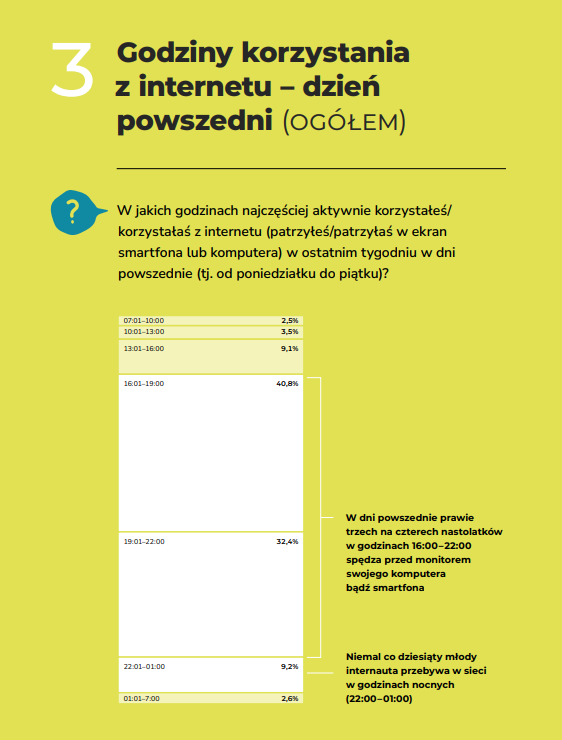 3
Godziny korzystania
z internetu – dzień
powszedni (OGÓŁEM)
?
W jakich godzinach najczęściej aktywnie korzystałeś/
korzystałaś z internetu (patrzyłeś/patrzyłaś w ekran
smartfona lub komputera) w ostatnim tygodniu w dni
powszednie (tj. od poniedziałku do piątku)?
07:01–10:00 2,5%
10:01–13:00 3,5%
13:01–16:00 9,1%
16:01–19:00 40,8%
19:01–22:00 32,4%
22:01–01:00 9,2%
01:01–7:00 2,6%
W dni powszednie prawie
trzech na czterech nastolatków
w godzinach 16:00–22:00
spędza przed monitorem
swojego komputera
bądź smartfona
Niemal co dziesiąty młody
internauta przebywa w sieci
w godzinach nocnych
(22:00–01:00)